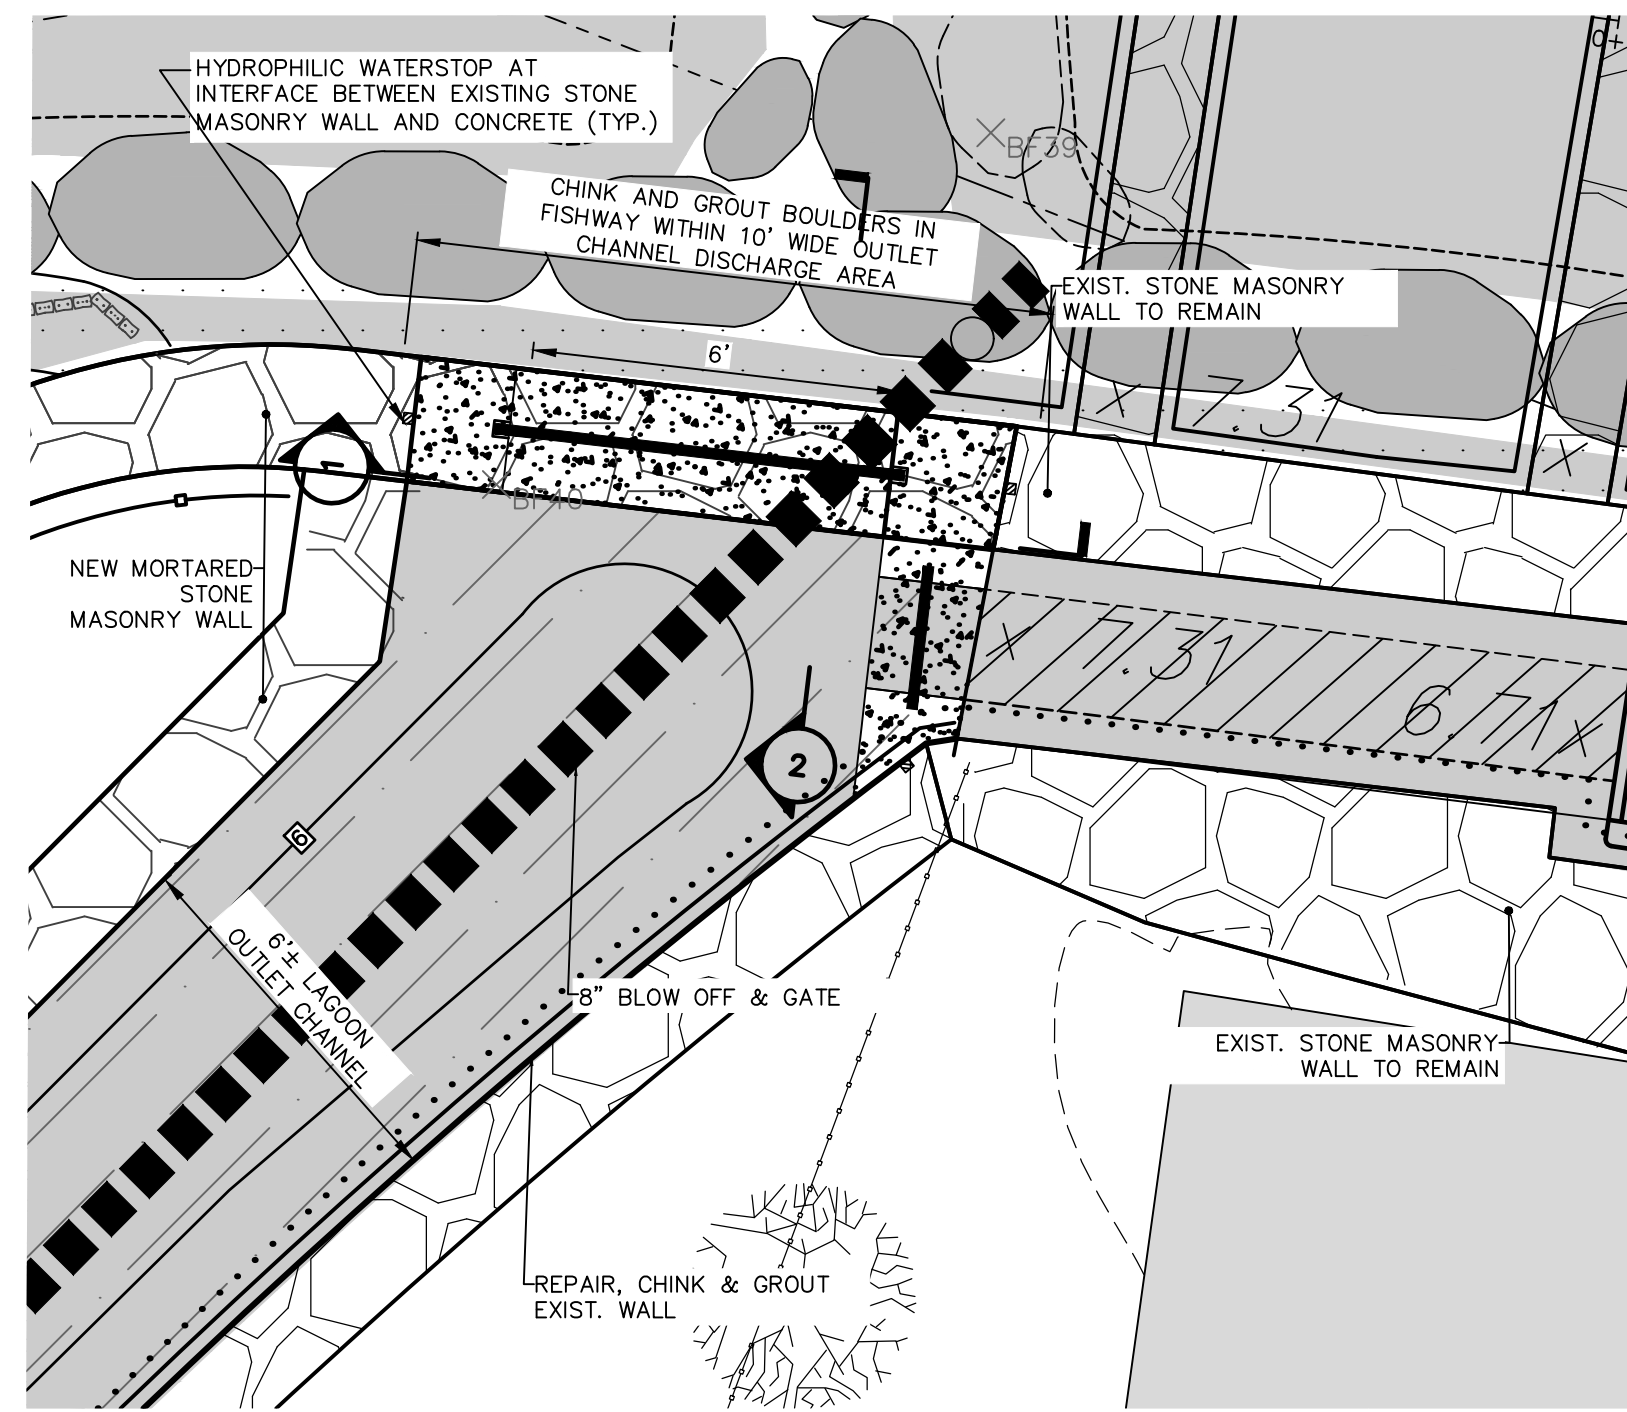 HYDROPHILIC WATERSTOP AT
INTERFACE BETWEEN EXISTING STONE
MASONRY WALL AND CONCRETE (TYP.)
0+
BF39
CHINK AND GROUT BOULDERS IN
FISHWAY WITHIN 10' WIDE OUTLET
CHANNEL DISCHARGE AREA
EXIST. STONE MASONRY
WALL TO REMAIN
6'
7.31
1
BF40
NEW MORTARED
STONE
MASONRY WALL
7.31
6.71
2
6
6'± LAGOON
OUTLET CHANNEL
8" BLOW OFF & GATE
EXIST. STONE MASONRY
WALL TO REMAIN
REPAIR, CHINK & GROUT
EXIST. WALL